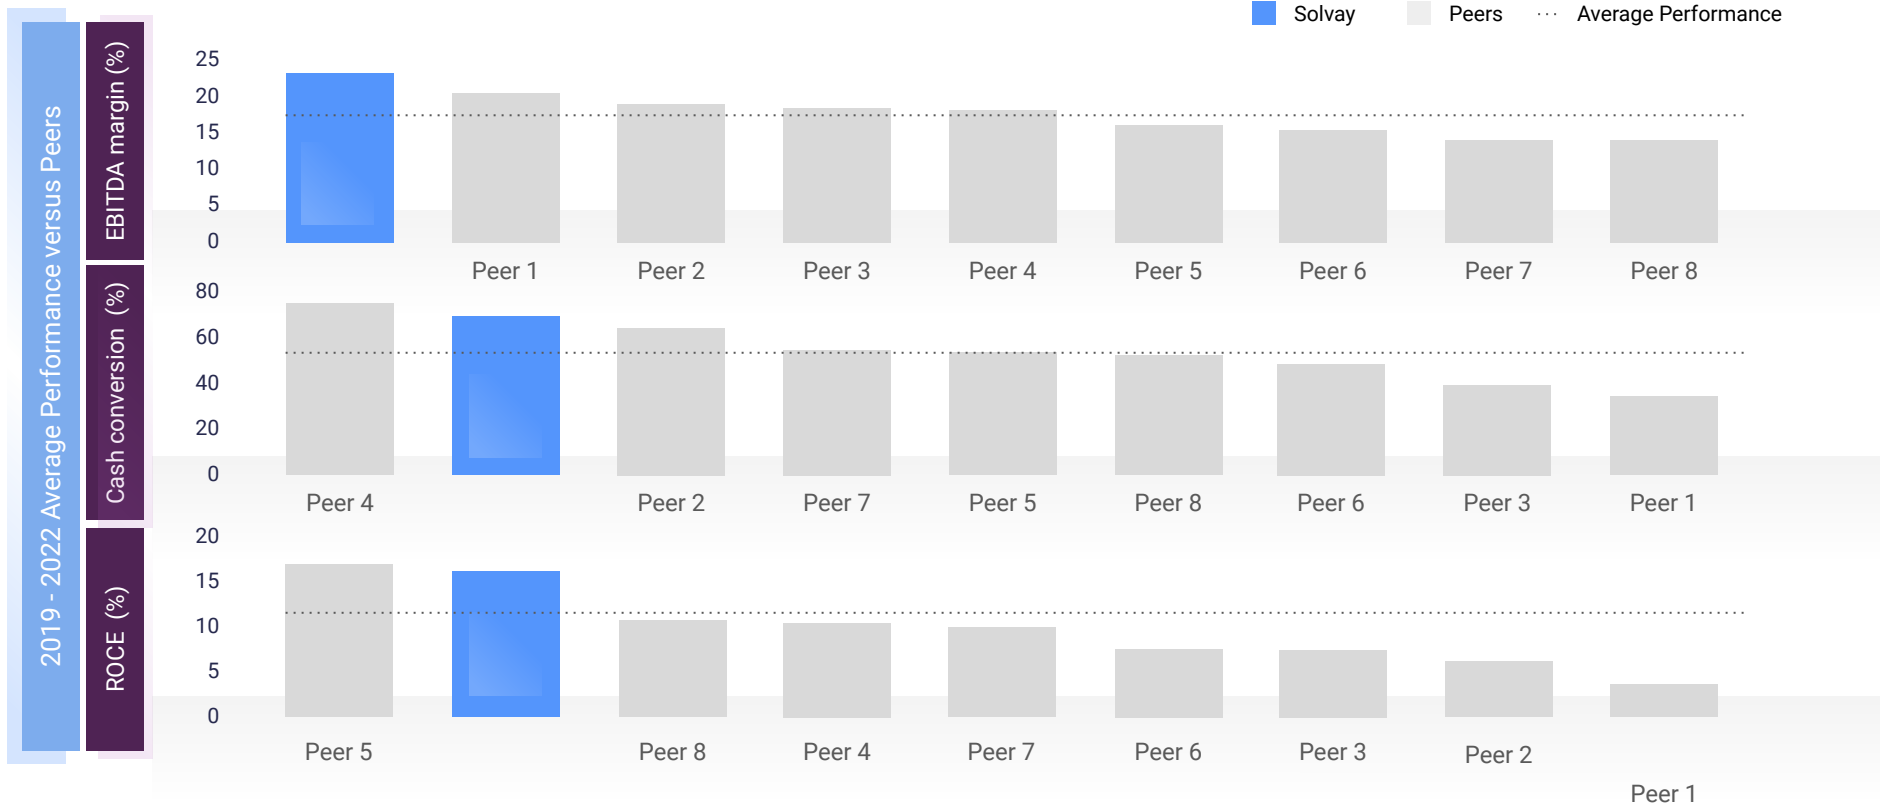 Solvay Peers Average Performance
2019 - 2022 Average Performance versus Peers
EBITDA margin (%)
25
20
15
10
5
0
Peer 1 Peer 2 Peer 3 Peer 4 Peer 5 Peer 6 Peer 7 Peer 8
Cash conversion (%)
80
60
40
20
0
Peer 4 Peer 2 Peer 7 Peer 5 Peer 8 Peer 6 Peer 3 Peer 1
ROCE (%)
20
15
10
5
0
Peer 5 Peer 8 Peer 4 Peer 7 Peer 6 Peer 3 Peer 2
Peer 1